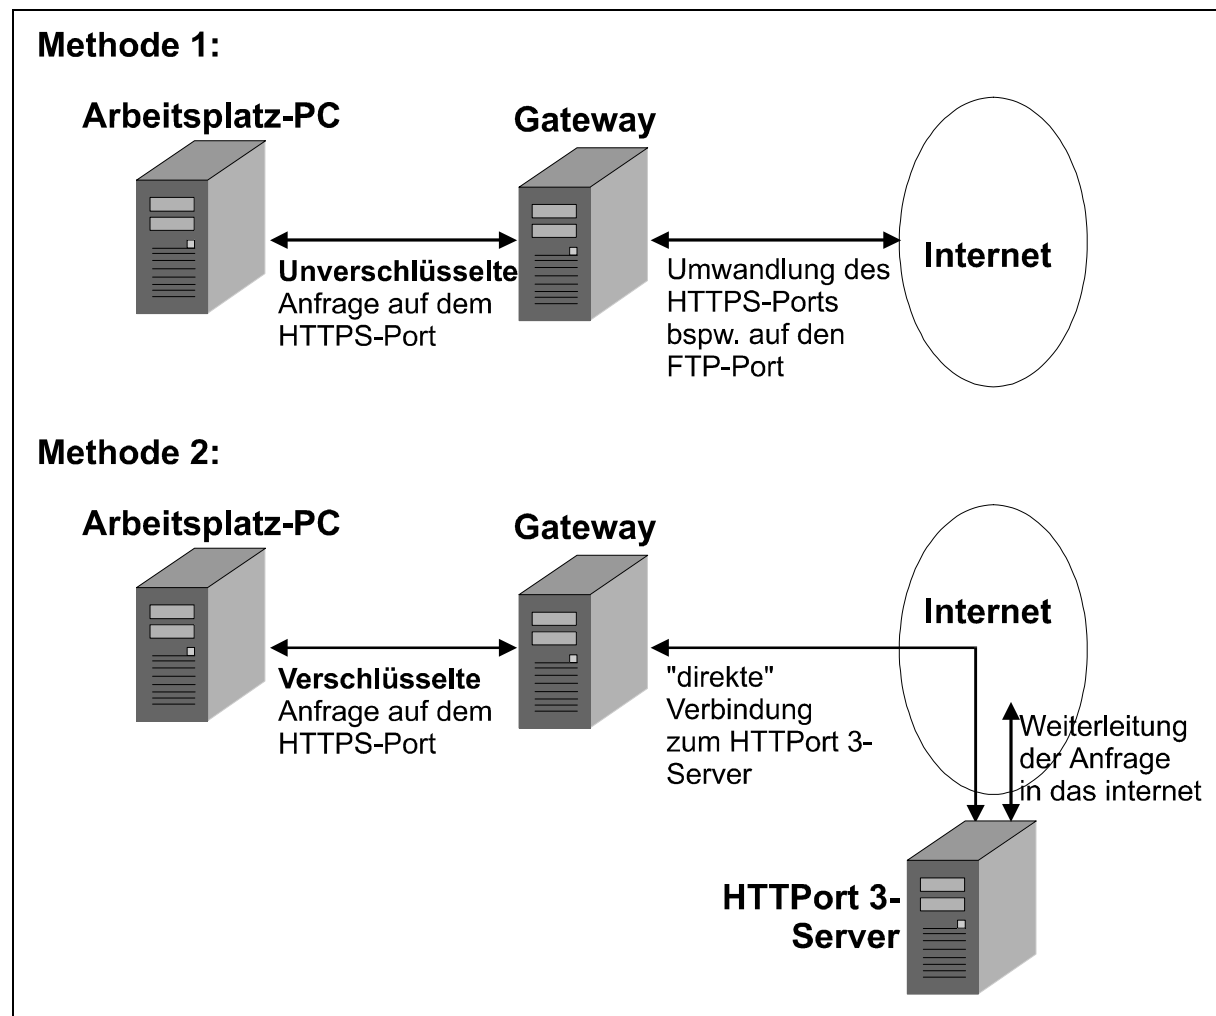 Methode 1:
Arbeitsplatz-PC
Gateway
Internet
Unverschlüsselte
Anfrage auf dem
HTTPS-Port
Umwandlung des
HTTPS-Ports
bspw. auf den
FTP-Port
Methode 2:
Arbeitsplatz-PC
Gateway
Internet
Verschlüsselte
Anfrage auf dem
HTTPS-Port
"direkte"
Verbindung
zum HTTPort 3-
Server
Weiterleitung
der Anfrage
in das internet
HTTPort 3-
Server